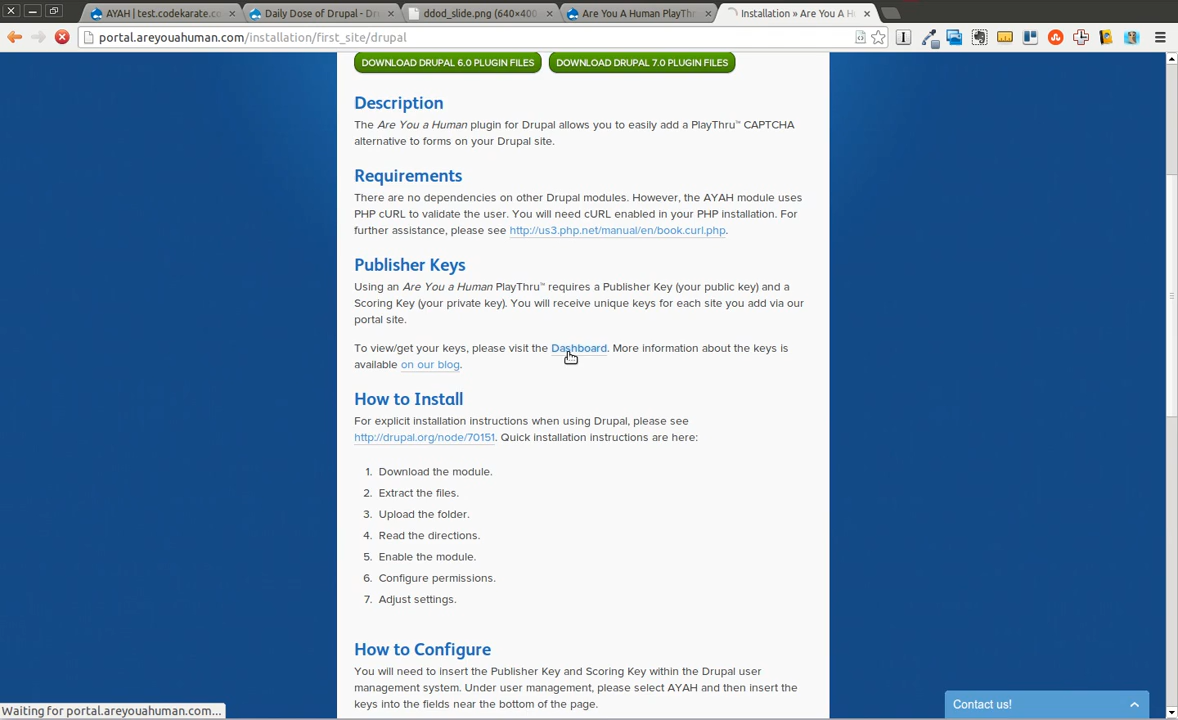 AYAH | test.codekarate.c
Daily Dose of Drupal - Dr
ddod_slide.png (640×400
Are You A Human PlayThr
Installation » Are You A H
portal.areyouahuman.com/installation/first_site/drupal
DOWNLOAD DRUPAL 6.0 PLUGIN FILES
DOWNLOAD DRUPAL 7.0 PLUGIN FILES
Description
The Are You a Human plugin for Drupal allows you to easily add a PlayThru™ CAPTCHA
alternative to forms on your Drupal site.
Requirements
There are no dependencies on other Drupal modules. However, the AYAH module uses
PHP cURL to validate the user. You will need cURL enabled in your PHP installation. For
further assistance, please see http://us3.php.net/manual/en/book.curl.php.
Publisher Keys
Using an Are You a Human PlayThru™ requires a Publisher Key (your public key) and a
Scoring Key (your private key). You will receive unique keys for each site you add via our
portal site.
To view/get your keys, please visit the Dashboard. More information about the keys is
available on our blog.
How to Install
For explicit installation instructions when using Drupal, please see
http://drupal.org/node/70151. Quick installation instructions are here:
1. Download the module.
2. Extract the files.
3. Upload the folder.
4. Read the directions.
5. Enable the module.
6. Configure permissions.
7. Adjust settings.
How to Configure
You will need to insert the Publisher Key and Scoring Key within the Drupal user
management system. Under user management, please select AYAH and then insert the
keys into the fields near the bottom of the page.
Contact us!
Waiting for portal.areyouahuman.com...